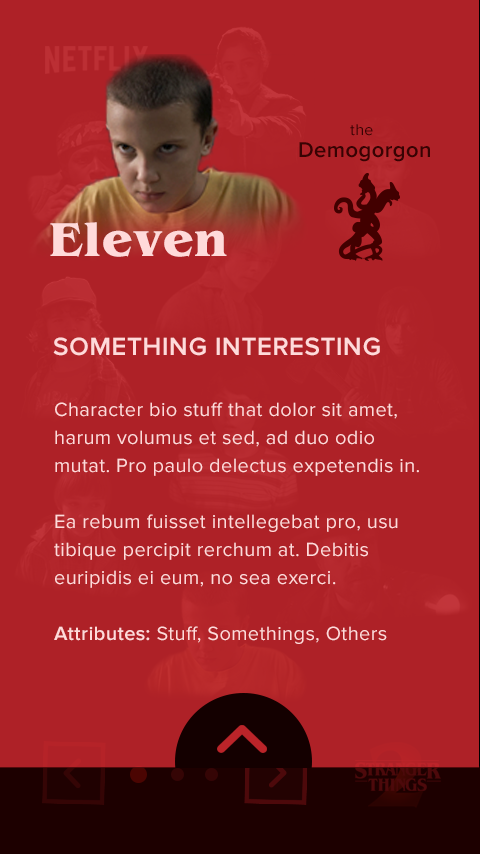 NETFLIX
the
Demogorgon
Eleven
SOMETHING INTERESTING
Character bio stuff that dolor sit amet,
harum volumus et sed, ad duo odio
mutat. Pro paulo delectus expetendis in.
Ea rebum fuisset intellegebat pro, usu
tibique percipit rerchum at. Debitis
euripidis ei eum, no sea exerci.
Attributes: Stuff, Somethings, Others
STRANGER
THINGS